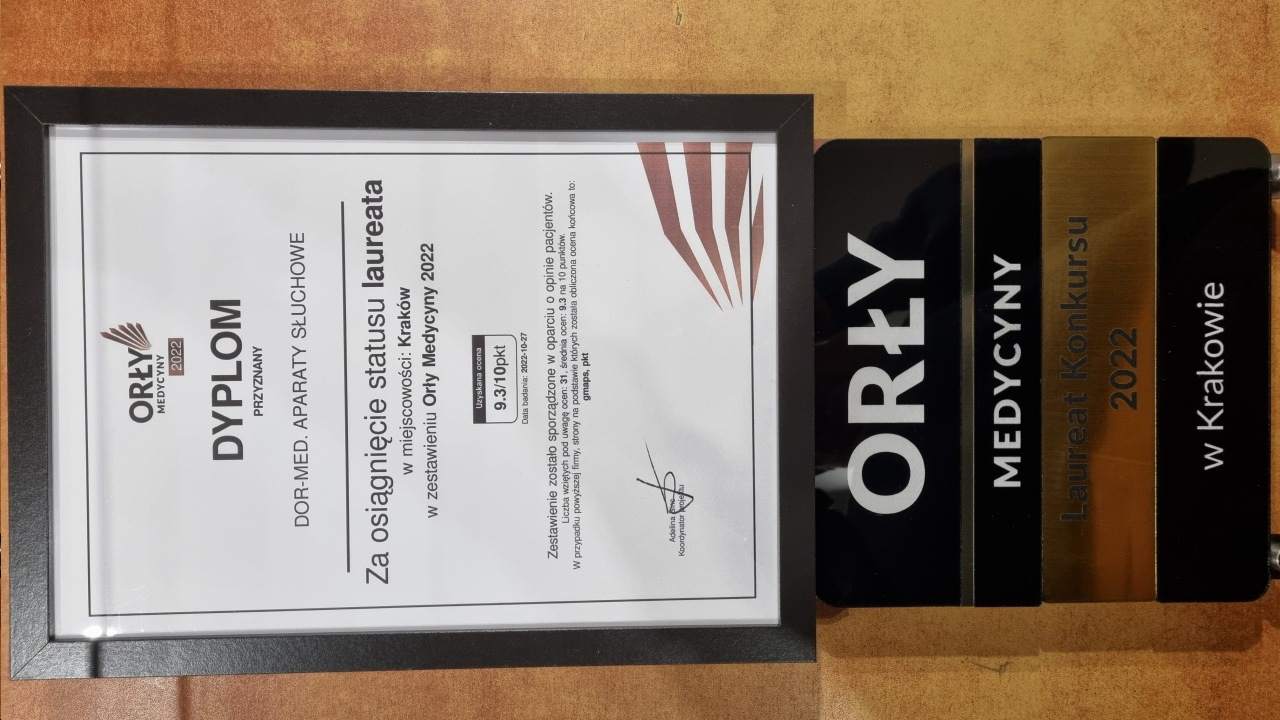 ORŁY
MEDYCYNY
2022
DYPLOM
PRZYZNANY
DOR-MED. APARATY SŁUCHOWE
Za osiągnięcie statusu laureata
w miejscowości: Kraków
w zestawieniu Orły Medycyny 2022
Uzyskana ocena
9.3/10pkt
Data badania: 2022-10-27
Zestawienie zostało sporządzone w oparciu o opinie pacjentów.
Liczba wziętych pod uwagę ocen: 31, średnia ocen: 9.3 na 10 punktów.
W przypadku powyższej firmy, strony na podstawie których została obliczona ocena końcowa to:
gmaps, pkt
Adelina
Koordynator projektu
ORŁY
MEDYCYNY
Laureat Konkursu
2022
w Krakowie